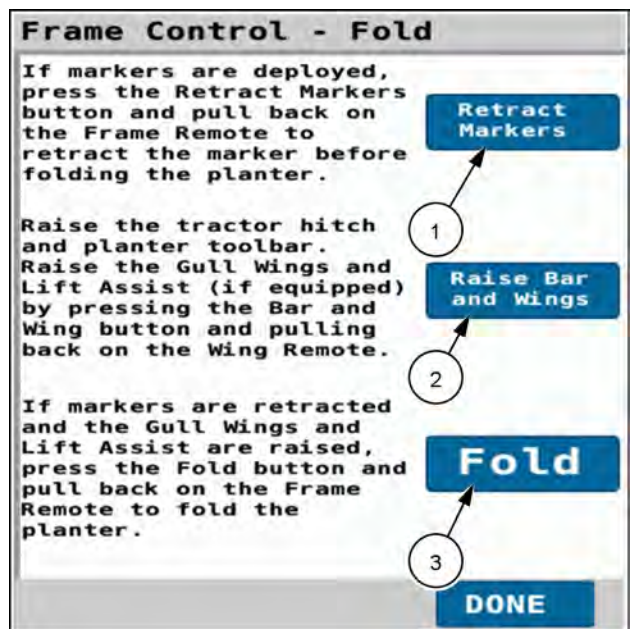 Frame Control - Fold
If markers are deployed,
press the Retract Markers
button and pull back on
the Frame Remote to
retract the marker before
folding the planter.
Retract
Markers
1
Raise the tractor hitch
and planter toolbar.
Raise the Gull Wings and
Lift Assist (if equipped)
by pressing the Bar and
Wing button and pulling
back on the Wing Remote.
Raise Bar
and Wings
2
If markers are retracted
and the Gull Wings and
Lift Assist are raised,
press the Fold button and
pull back on the Frame
Remote to fold the
planter.
Fold
3
DONE